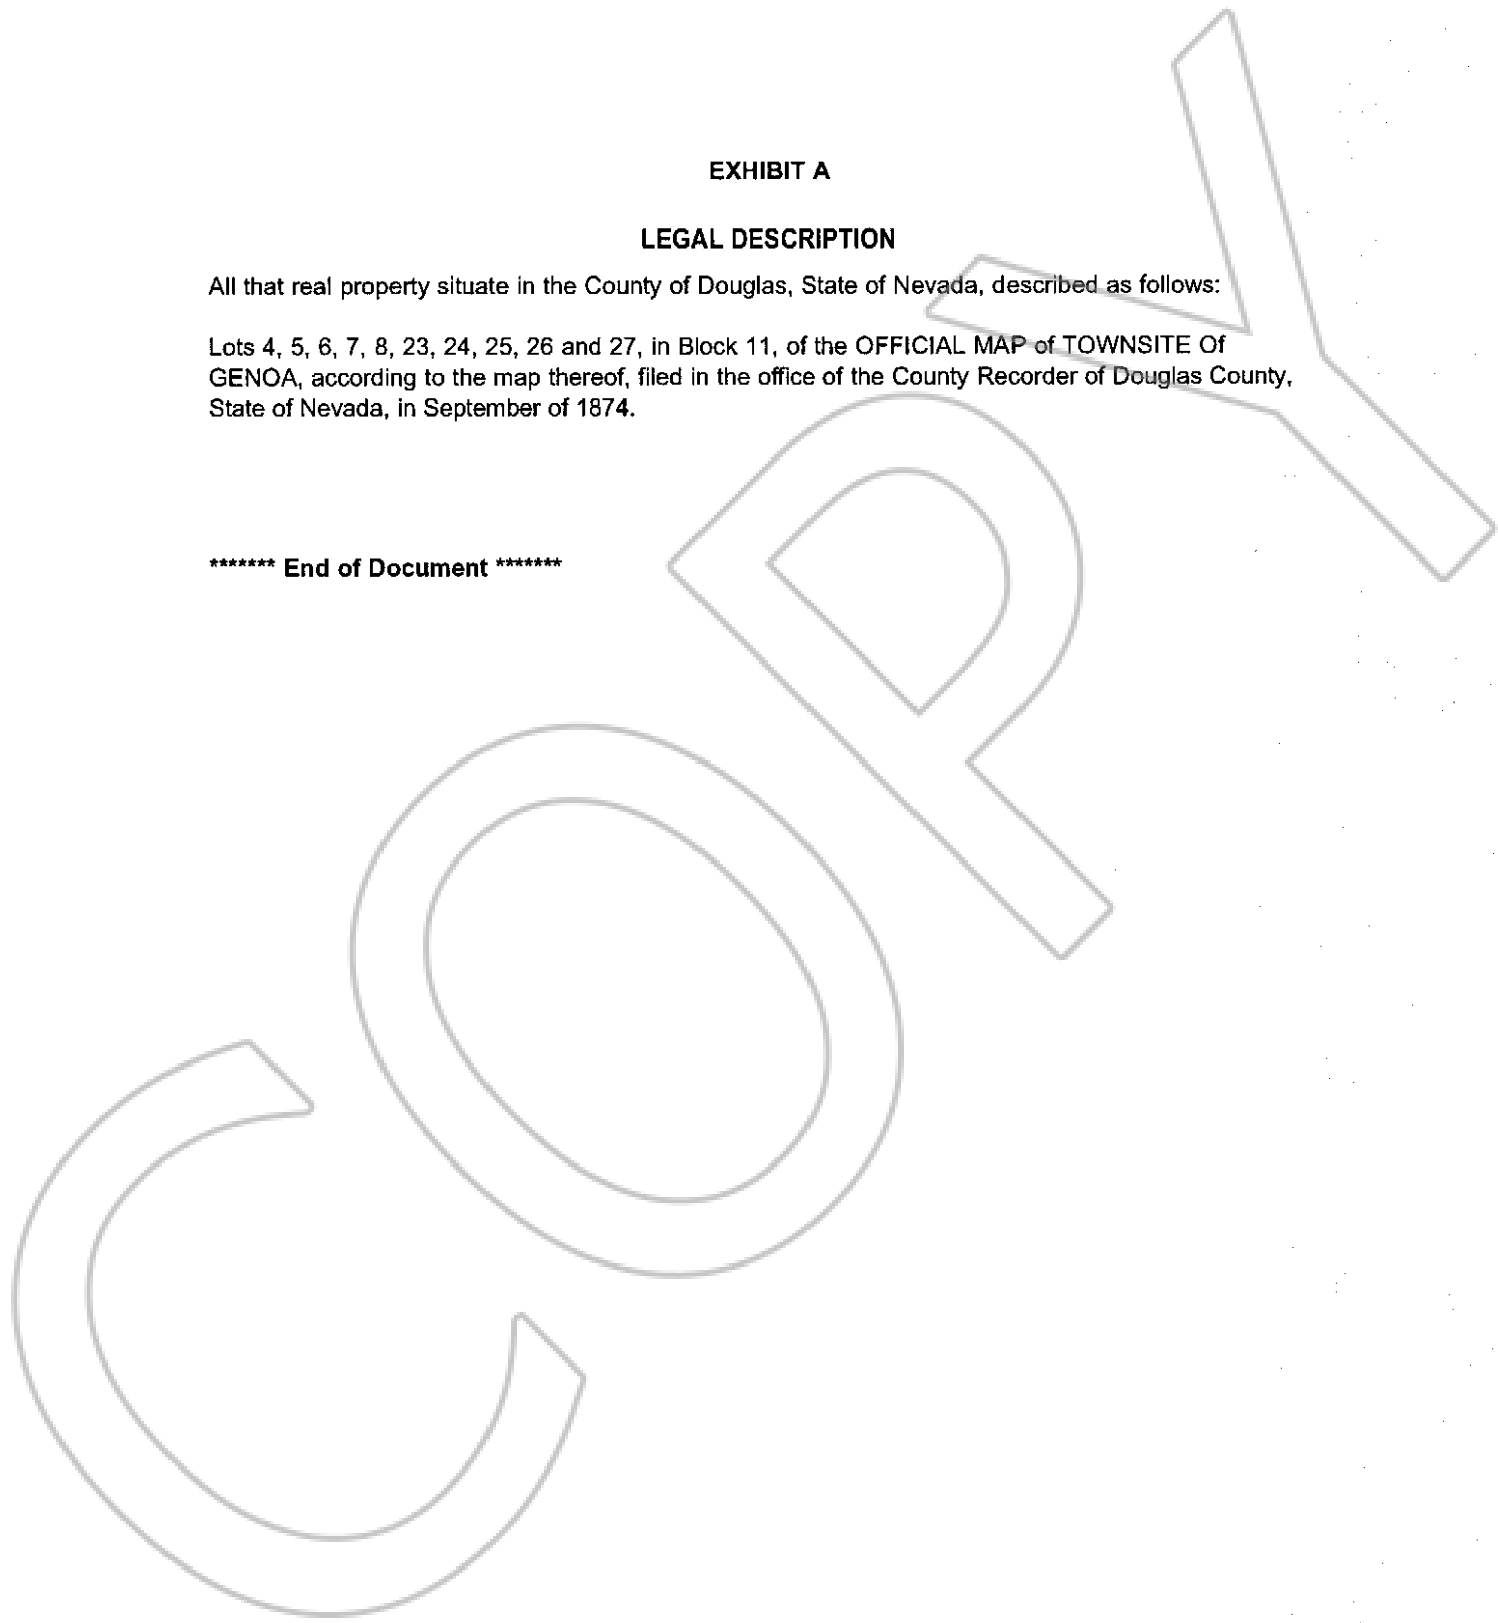 EXHIBIT A
LEGAL DESCRIPTION
All that real property situate in the County of Douglas, State of Nevada, described as follows:
Lots 4, 5, 6, 7, 8, 23, 24, 25, 26 and 27, in Block 11, of the OFFICIAL MAP of TOWNSITE Of
GENOA, according to the map thereof, filed in the office of the County Recorder of Douglas County,
State of Nevada, in September of 1874.
******* End of Document *******
COPY